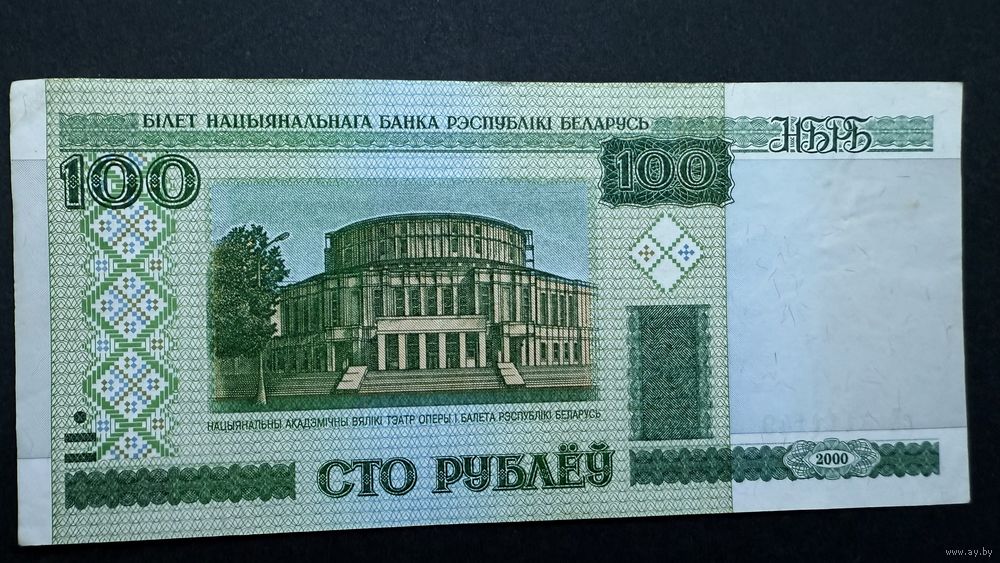 БІЛЕТ НАЦЫЯНАЛЬНАГА БАНКА РЭСПУБЛІКІ БЕЛАРУСЬ
НБРБ
100
100
НАЦЫЯНАЛЬНЫ АКАДЭМІЧНЫ ВЯЛІКІ ТЭАТР ОПЕРЫ І БАЛЕТА РЭСПУБЛІКІ БЕЛАРУСЬ
СТО РУБЛЁЎ
2000
www.ay.by